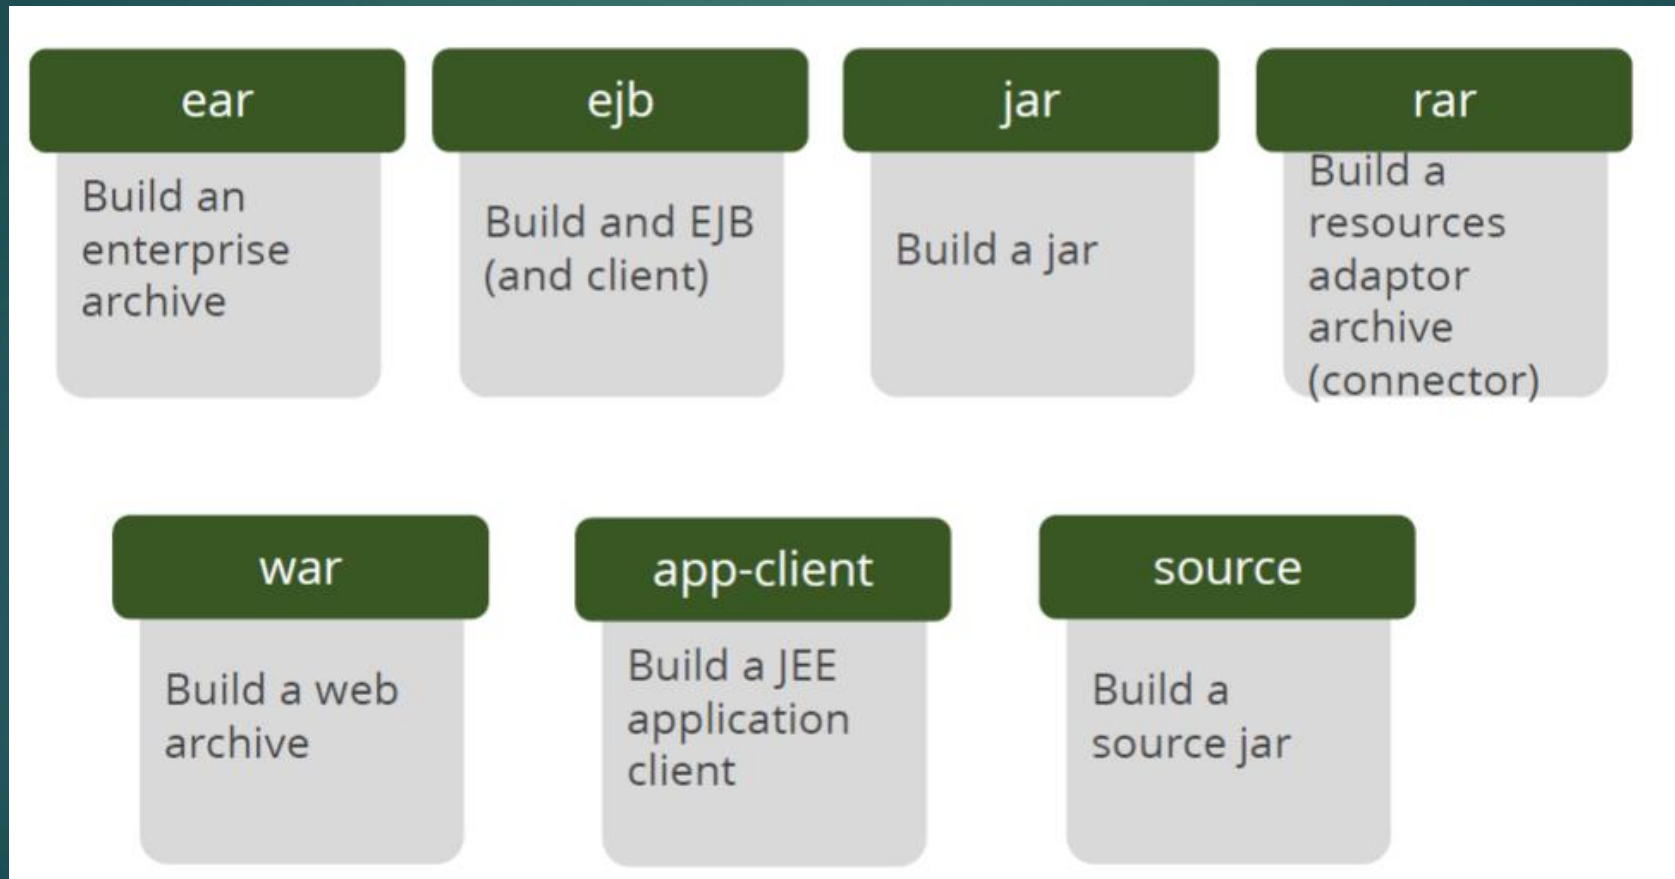 ear
Build an
enterprise
archive
ejb
Build and EJB
(and client)
jar
Build a jar
rar
Build a
resources
adaptor
archive
(connector)
war
Build a web
archive
app-client
Build a JEE
application
client
source
Build a
source jar